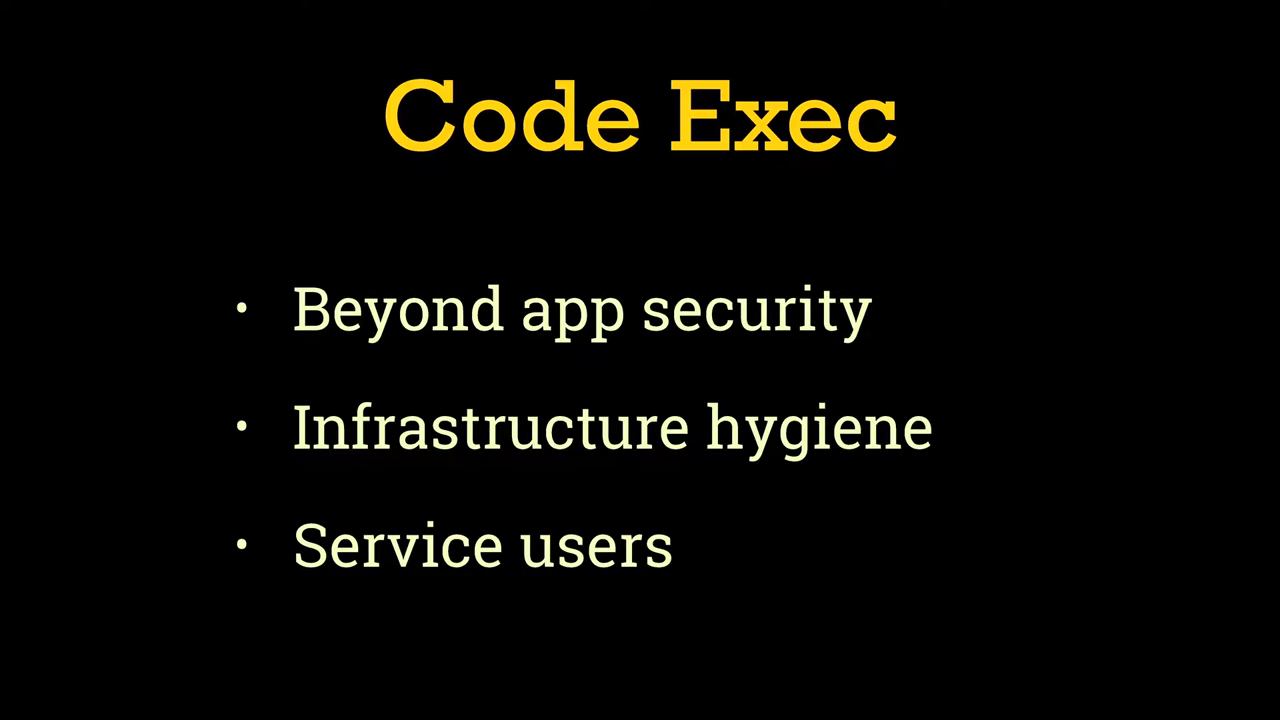 Code Exec
• Beyond app security
• Infrastructure hygiene
• Service users